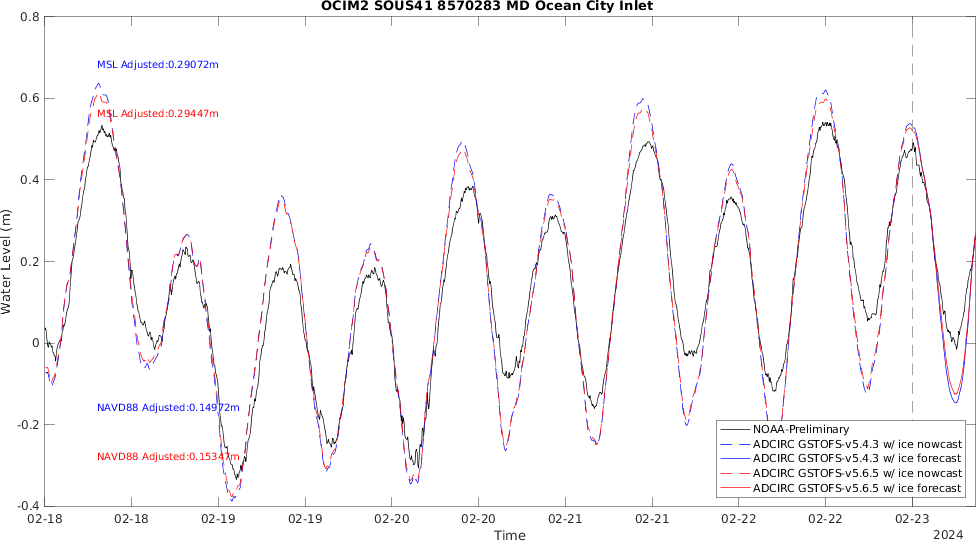 OCIM2 SOUS41 8570283 MD Ocean City Inlet
0.8
0.6
0.4
0.2
0
-0.2
-0.4
Water Level (m)
MSL Adjusted:0.29072m
MSL Adjusted:0.29447m
NAVD88 Adjusted:0.14972m
NAVD88 Adjusted:0.15347m
NOAA-Preliminary
ADCIRC GSTOFS-v5.4.3 w/ ice nowcast
ADCIRC GSTOFS-v5.4.3 w/ ice forecast
ADCIRC GSTOFS-v5.6.5 w/ ice nowcast
ADCIRC GSTOFS-v5.6.5 w/ ice forecast
02-18 02-18 02-19 02-19 02-20 02-20 02-21 02-21 02-22 02-22 02-23
Time
2024